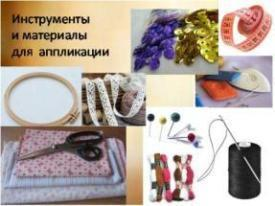 Инструменты
и материалы
для аппликации